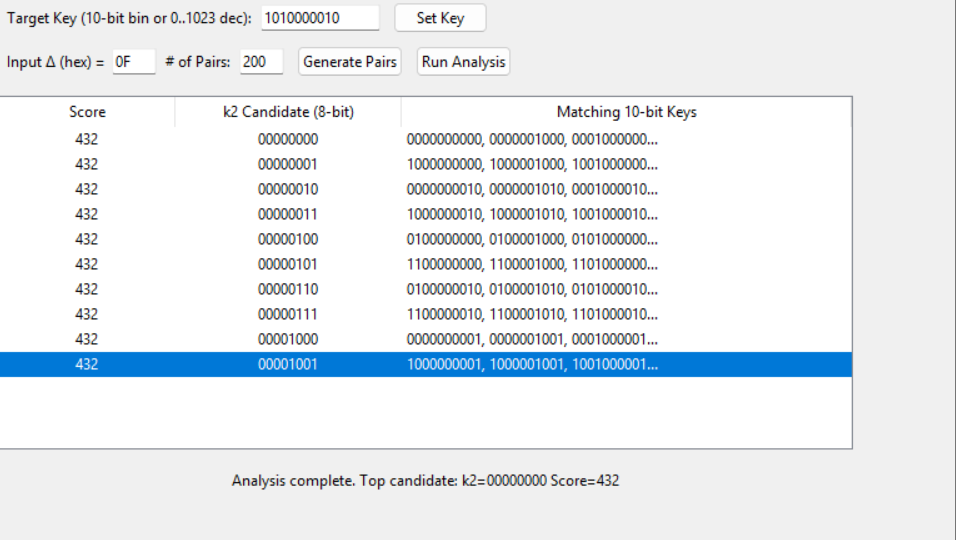 Target Key (10-bit bin or 0..1023 dec): 1010000010 Set Key
Input Δ (hex) = 0F # of Pairs: 200 Generate Pairs Run Analysis
Score k2 Candidate (8-bit) Matching 10-bit Keys
432 00000000 0000000000, 0000001000, 0001000000...
432 00000001 1000000000, 1000001000, 1001000000...
432 00000010 0000000010, 0000001010, 0001000010...
432 00000011 1000000010, 1000001010, 1001000010...
432 00000100 0100000000, 0100001000, 0101000000...
432 00000101 1100000000, 1100001000, 1101000000...
432 00000110 0100000010, 0100001010, 0101000010...
432 00000111 1100000010, 1100001010, 1101000010...
432 00001000 0000000001, 0000001001, 0001000001...
432 00001001 1000000001, 1000001001, 1001000001...
Analysis complete. Top candidate: k2=00000000 Score=432